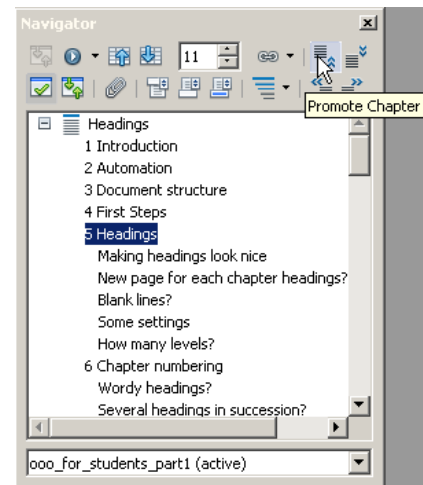 Navigator
11
Promote Chapter
Headings
1 Introduction
2 Automation
3 Document structure
4 First Steps
5 Headings
Making headings look nice
New page for each chapter headings?
Blank lines?
Some settings
How many levels?
6 Chapter numbering
Wordy headings?
Several headings in succession?
ooo_for_students_part1 (active)